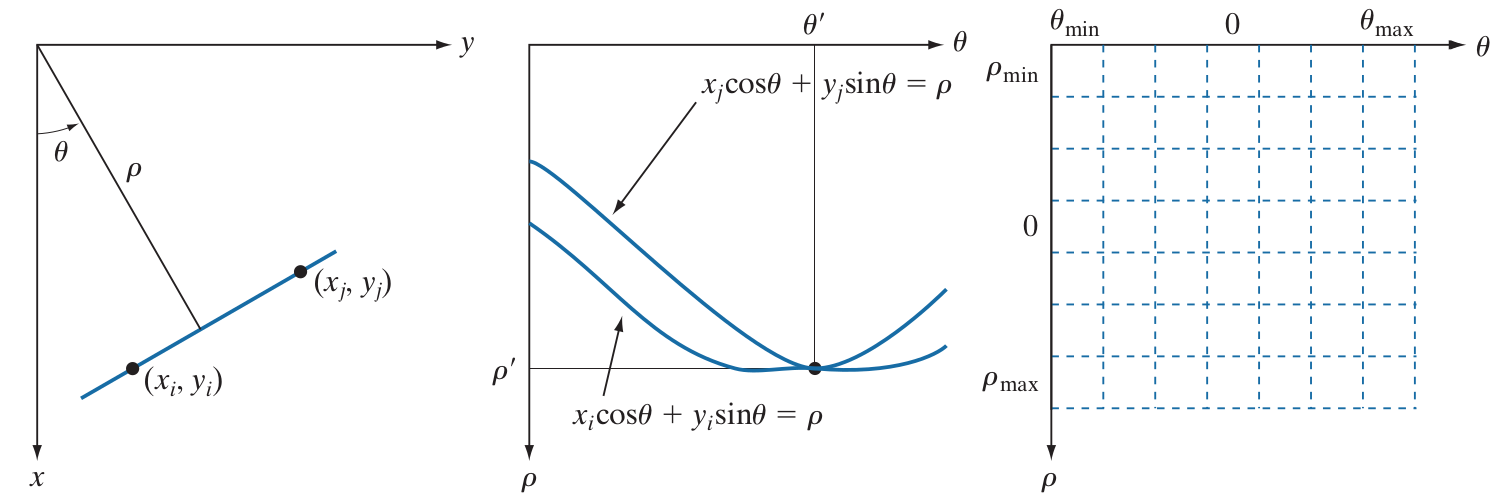 y
θ
ρ
(xⱼ, yⱼ)
(xᵢ, yᵢ)
x
θ′
θ
xⱼcosθ + yⱼsinθ = ρ
ρ′
xᵢcosθ + yᵢsinθ = ρ
ρ
θmin 0 θmax
θ
ρmin
0
ρmax
ρ